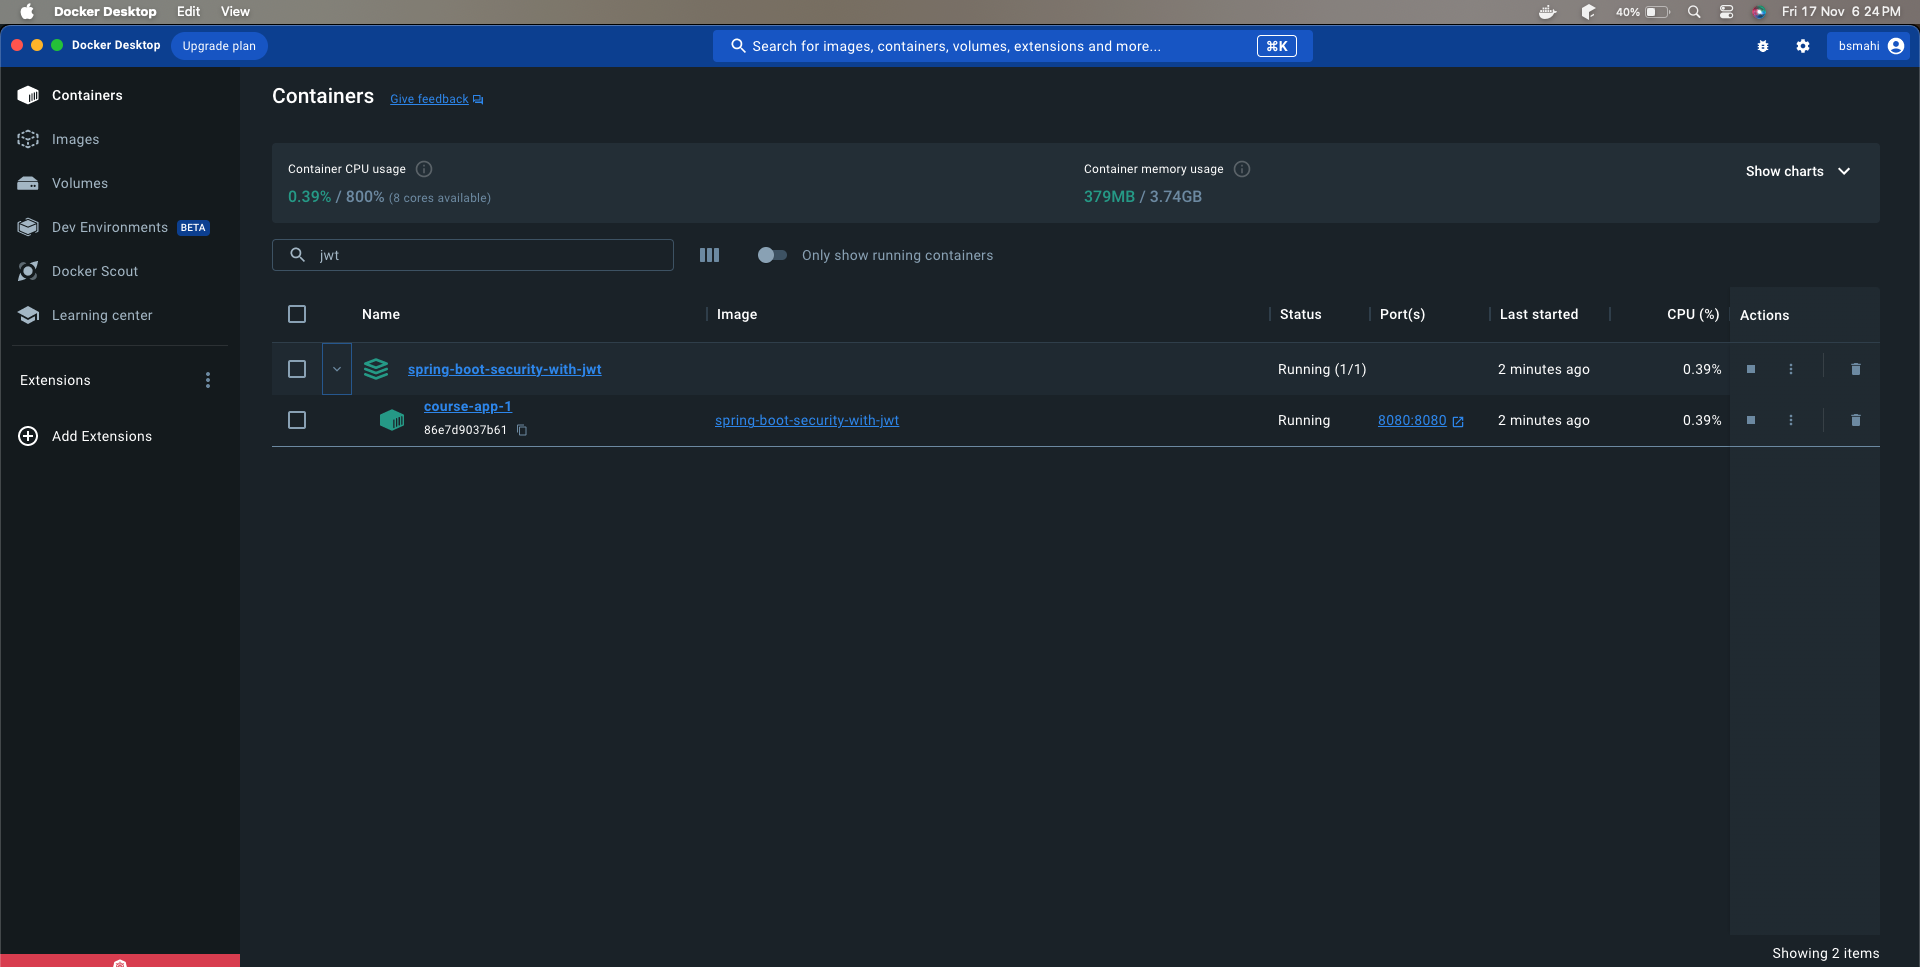 Docker Desktop Edit View 40% Fri 17 Nov 6 24 PM
Docker Desktop Upgrade plan Search for images, containers, volumes, extensions and more... ⌘K bsmahi
Containers
Images
Volumes
Dev Environments BETA
Docker Scout
Learning center
Extensions
Add Extensions
Containers Give feedback
Container CPU usage
0.39% / 800% (8 cores available)
Container memory usage
379MB / 3.74GB
Show charts
jwt
Only show running containers
Name Image Status Port(s) Last started CPU (%) Actions
spring-boot-security-with-jwt Running (1/1) 2 minutes ago 0.39%
course-app-1
86e7d9037b61
spring-boot-security-with-jwt Running 8080:8080 2 minutes ago 0.39%
Showing 2 items